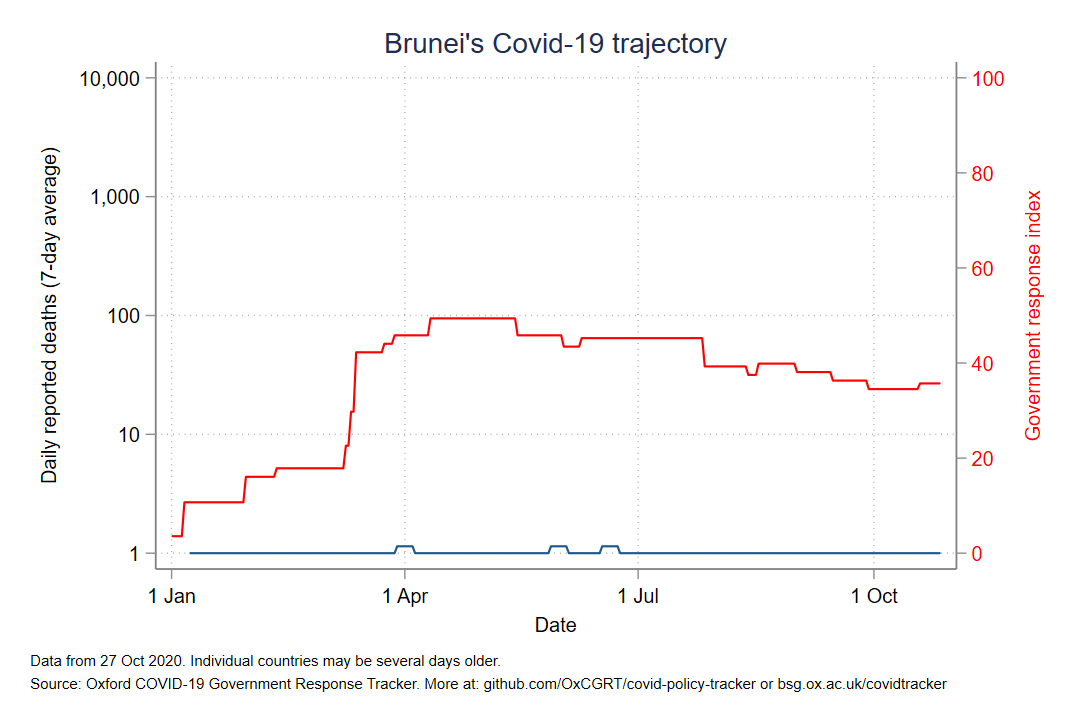 Brunei's Covid-19 trajectory
Daily reported deaths (7-day average)
10,000
1,000
100
10
1
100
80
60
40
20
0
Government response index
1 Jan
1 Apr
1 Jul
1 Oct
Date
Data from 27 Oct 2020. Individual countries may be several days older.
Source: Oxford COVID-19 Government Response Tracker. More at: github.com/OxCGRT/covid-policy-tracker or bsg.ox.ac.uk/covidtracker